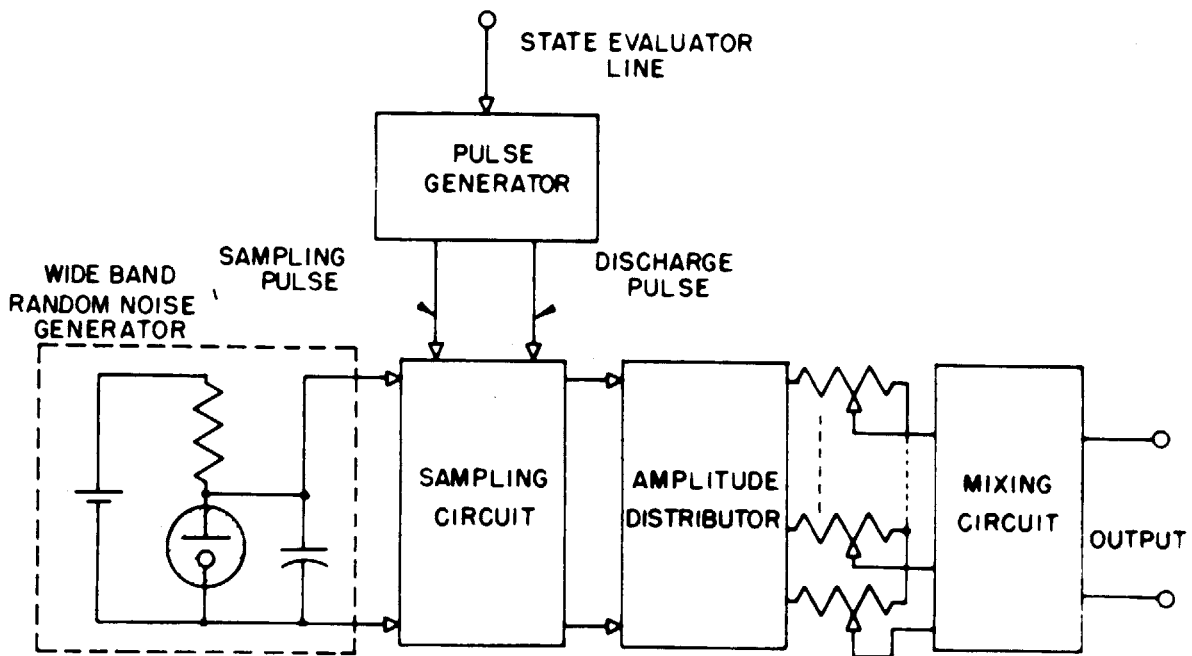 STATE EVALUATOR
LINE
PULSE
GENERATOR
SAMPLING
PULSE
DISCHARGE
PULSE
WIDE BAND
RANDOM NOISE
GENERATOR
SAMPLING
CIRCUIT
AMPLITUDE
DISTRIBUTOR
MIXING
CIRCUIT
OUTPUT